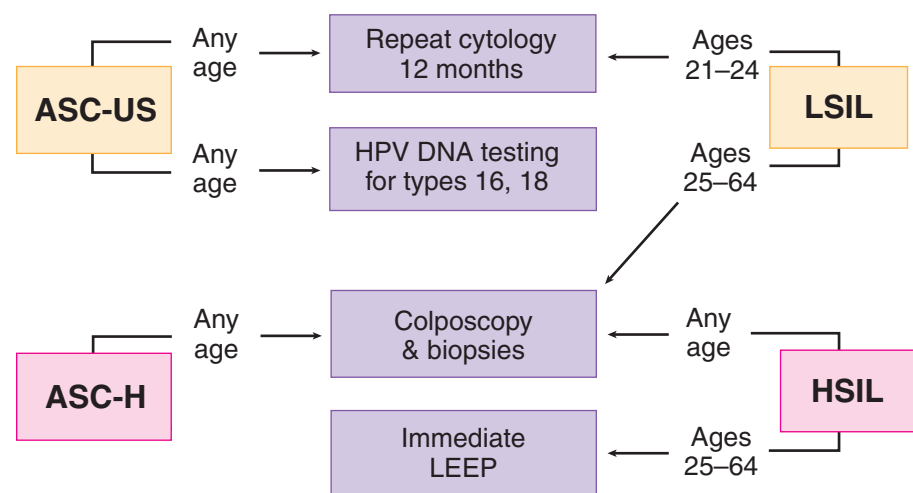 Any
age
Repeat cytology
12 months
Ages
21–24
ASC-US
LSIL
Any
age
HPV DNA testing
for types 16, 18
Ages
25–64
Any
age
Colposcopy
& biopsies
Any
age
ASC-H
HSIL
Immediate
LEEP
Ages
25–64